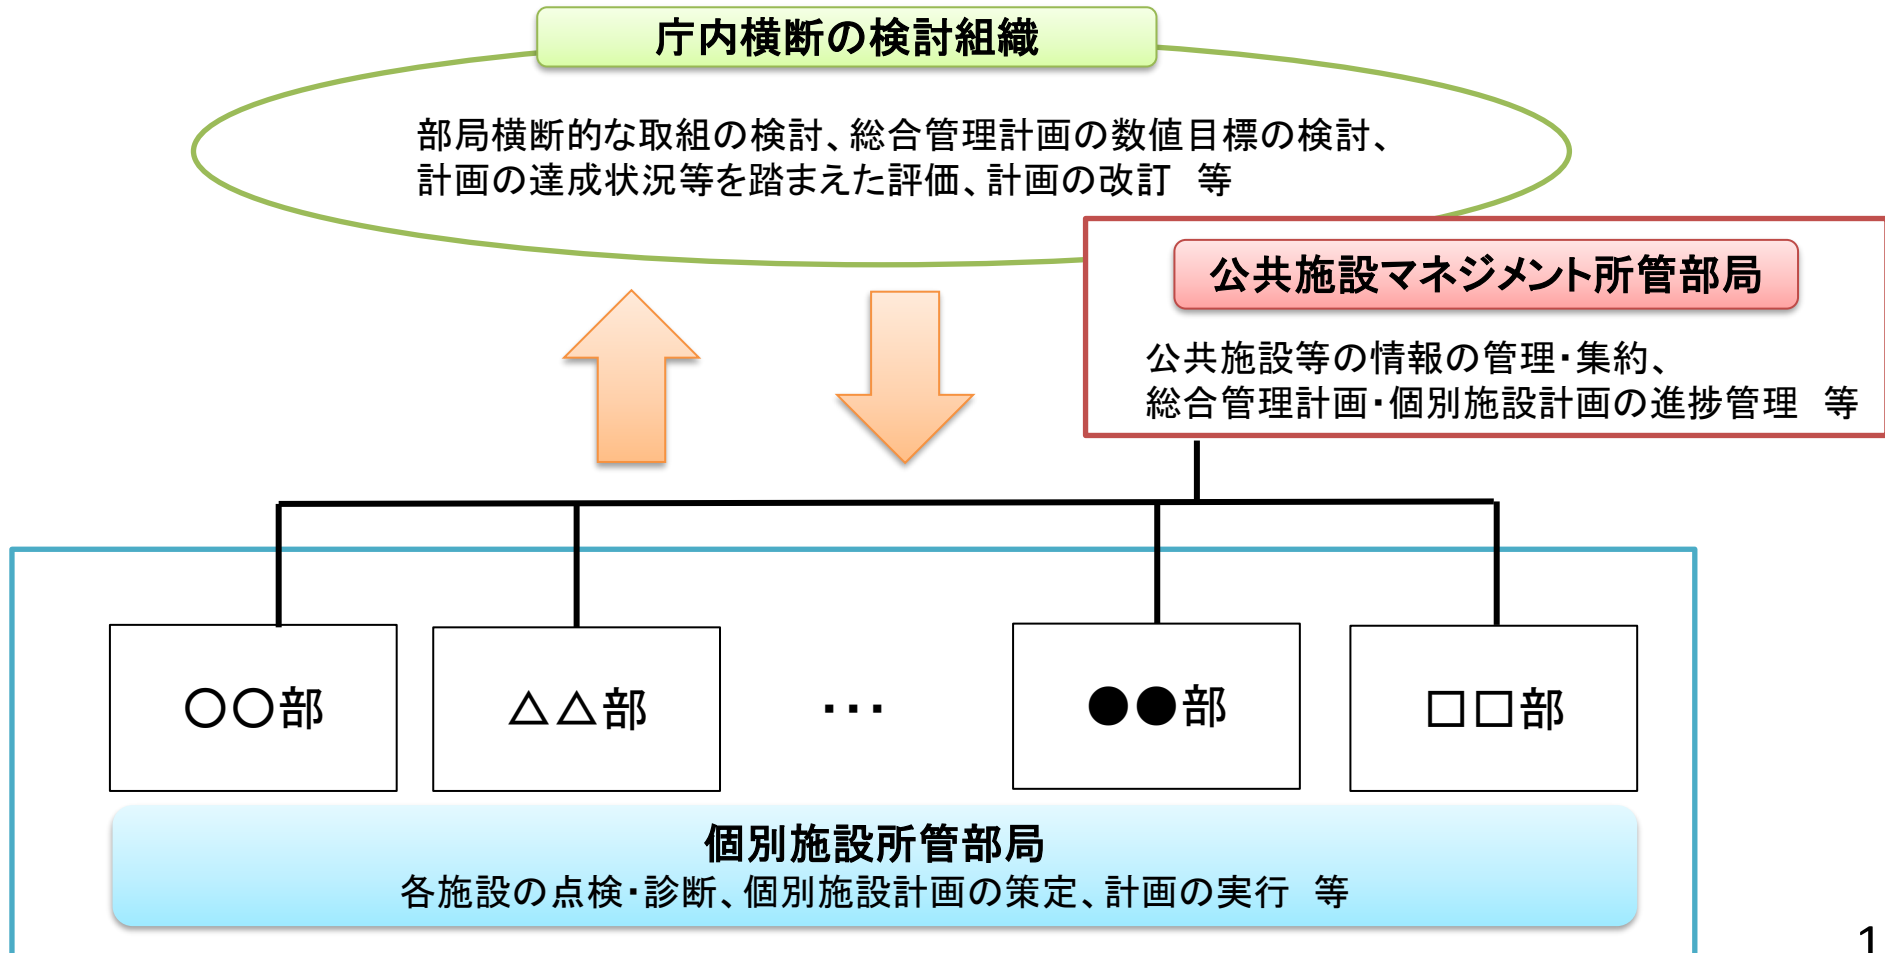 庁内横断の検討組織
部局横断的な取組の検討、総合管理計画の数値目標の検討、
計画の達成状況等を踏まえた評価、計画の改訂　等
公共施設マネジメント所管部局
公共施設等の情報の管理・集約、
総合管理計画・個別施設計画の進捗管理　等
〇〇部
△△部
・・・
●●部
□□部
個別施設所管部局
各施設の点検・診断、個別施設計画の策定、計画の実行　等
1